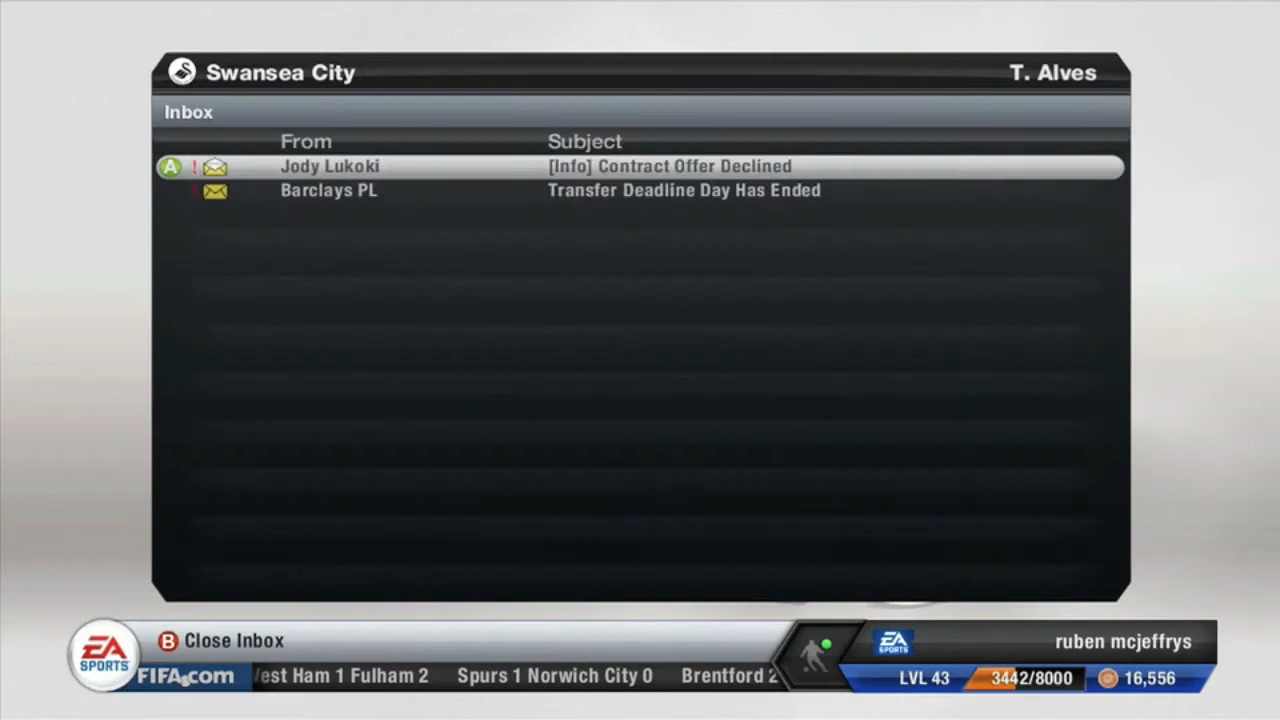 Swansea City T. Alves
Inbox
From Subject
A ! Jody Lukoki [Info] Contract Offer Declined
! Barclays PL Transfer Deadline Day Has Ended
B Close Inbox
EA SPORTS
EA SPORTS ruben mcjeffrys
FIFA.com est Ham 1 Fulham 2 Spurs 1 Norwich City 0 Brentford 2
LVL 43 3442/8000 16,556